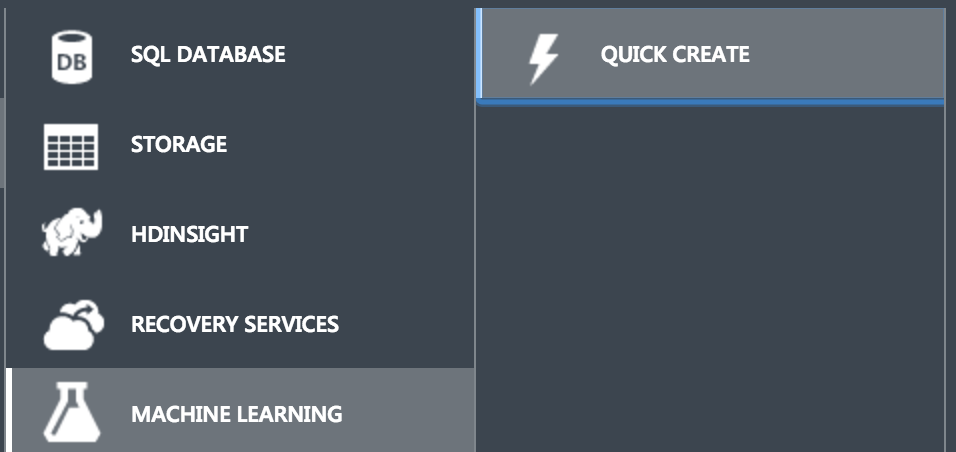 DB
SQL DATABASE
QUICK CREATE
STORAGE
HDINSIGHT
RECOVERY SERVICES
MACHINE LEARNING